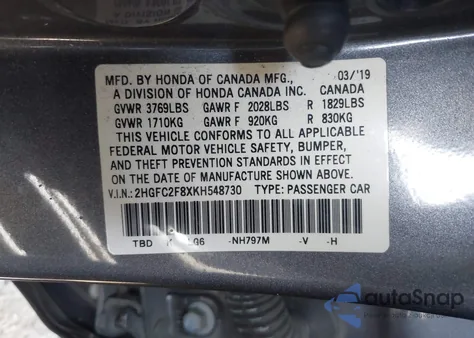 MFD. BY HONDA OF CANADA MFG., 03/'19
A DIVISION OF HONDA CANADA INC. CANADA
GVWR 3769LBS GAWR F 2028LBS R 1829LBS
GVWR 1710KG GAWR F 920KG R 830KG
THIS VEHICLE CONFORMS TO ALL APPLICABLE
FEDERAL MOTOR VEHICLE SAFETY, BUMPER,
AND THEFT PREVENTION STANDARDS IN EFFECT
ON THE DATE OF MANUFACTURE SHOWN ABOVE.
V.I.N.: 2HGFC2F8XKH548730 TYPE: PASSENGER CAR
TBD -NH797M -V -H
autoSnap